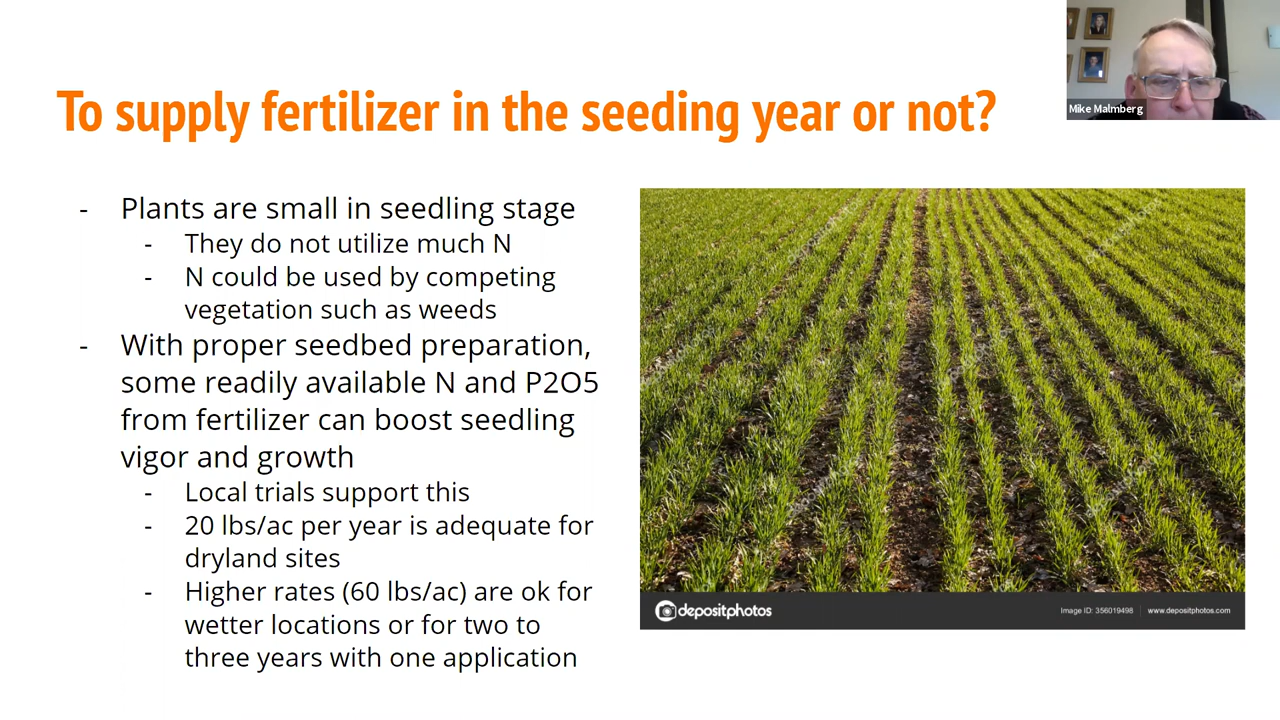 To supply fertilizer in the seeding year or not?
Mike Malmberg
- Plants are small in seedling stage
- They do not utilize much N
- N could be used by competing
vegetation such as weeds
- With proper seedbed preparation,
some readily available N and P2O5
from fertilizer can boost seedling
vigor and growth
- Local trials support this
- 20 lbs/ac per year is adequate for
dryland sites
- Higher rates (60 lbs/ac) are ok for
wetter locations or for two to
three years with one application
depositphotos
Image ID: 356019498 | www.depositphotos.com